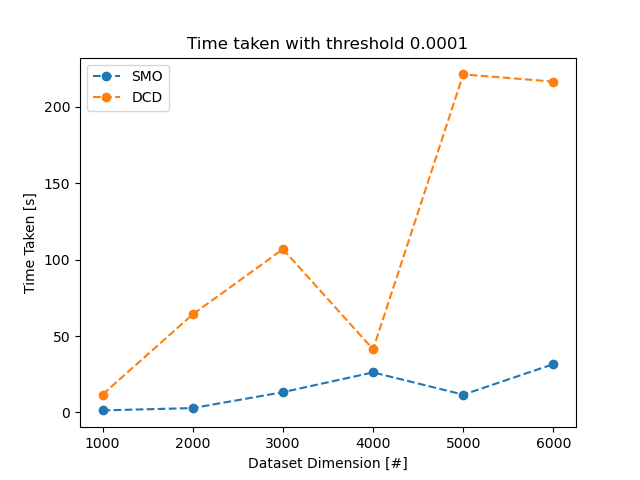 Time taken with threshold 0.0001
SMO
DCD
200
150
100
50
0
Time Taken [s]
1000 2000 3000 4000 5000 6000
Dataset Dimension [#]